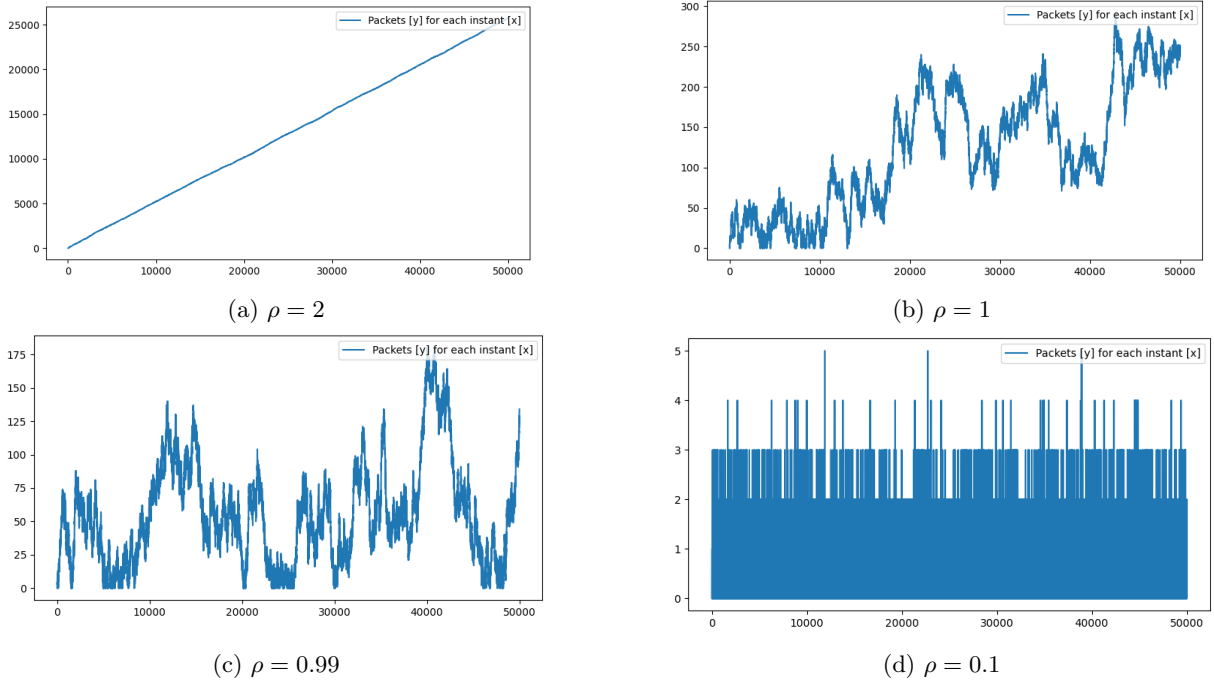 Packets [y] for each instant [x]
25000
20000
15000
10000
5000
0
0 10000 20000 30000 40000 50000
(a) ρ = 2
Packets [y] for each instant [x]
300
250
200
150
100
50
0
0 10000 20000 30000 40000 50000
(b) ρ = 1
Packets [y] for each instant [x]
175
150
125
100
75
50
25
0
0 10000 20000 30000 40000 50000
(c) ρ = 0.99
Packets [y] for each instant [x]
5
4
3
2
1
0
0 10000 20000 30000 40000 50000
(d) ρ = 0.1